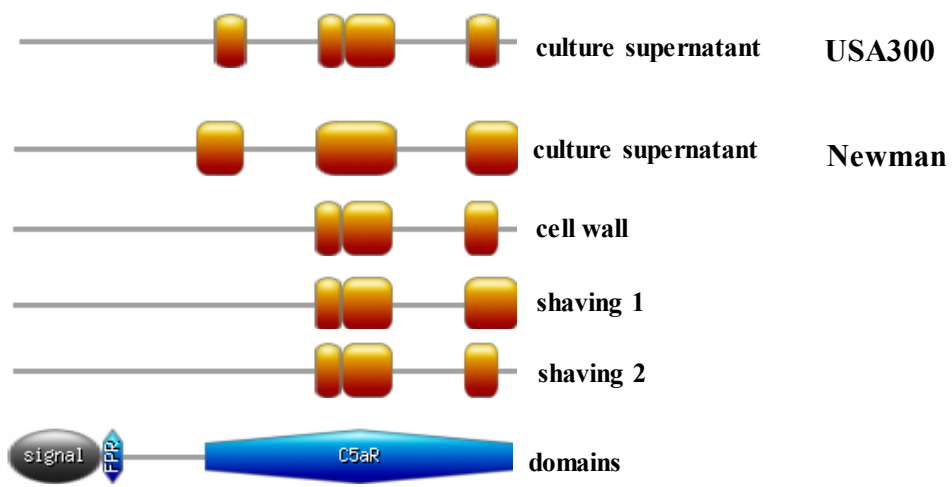 culture supernatant USA300
culture supernatant Newman
cell wall
shaving 1
shaving 2
signal FPR C5aR domains